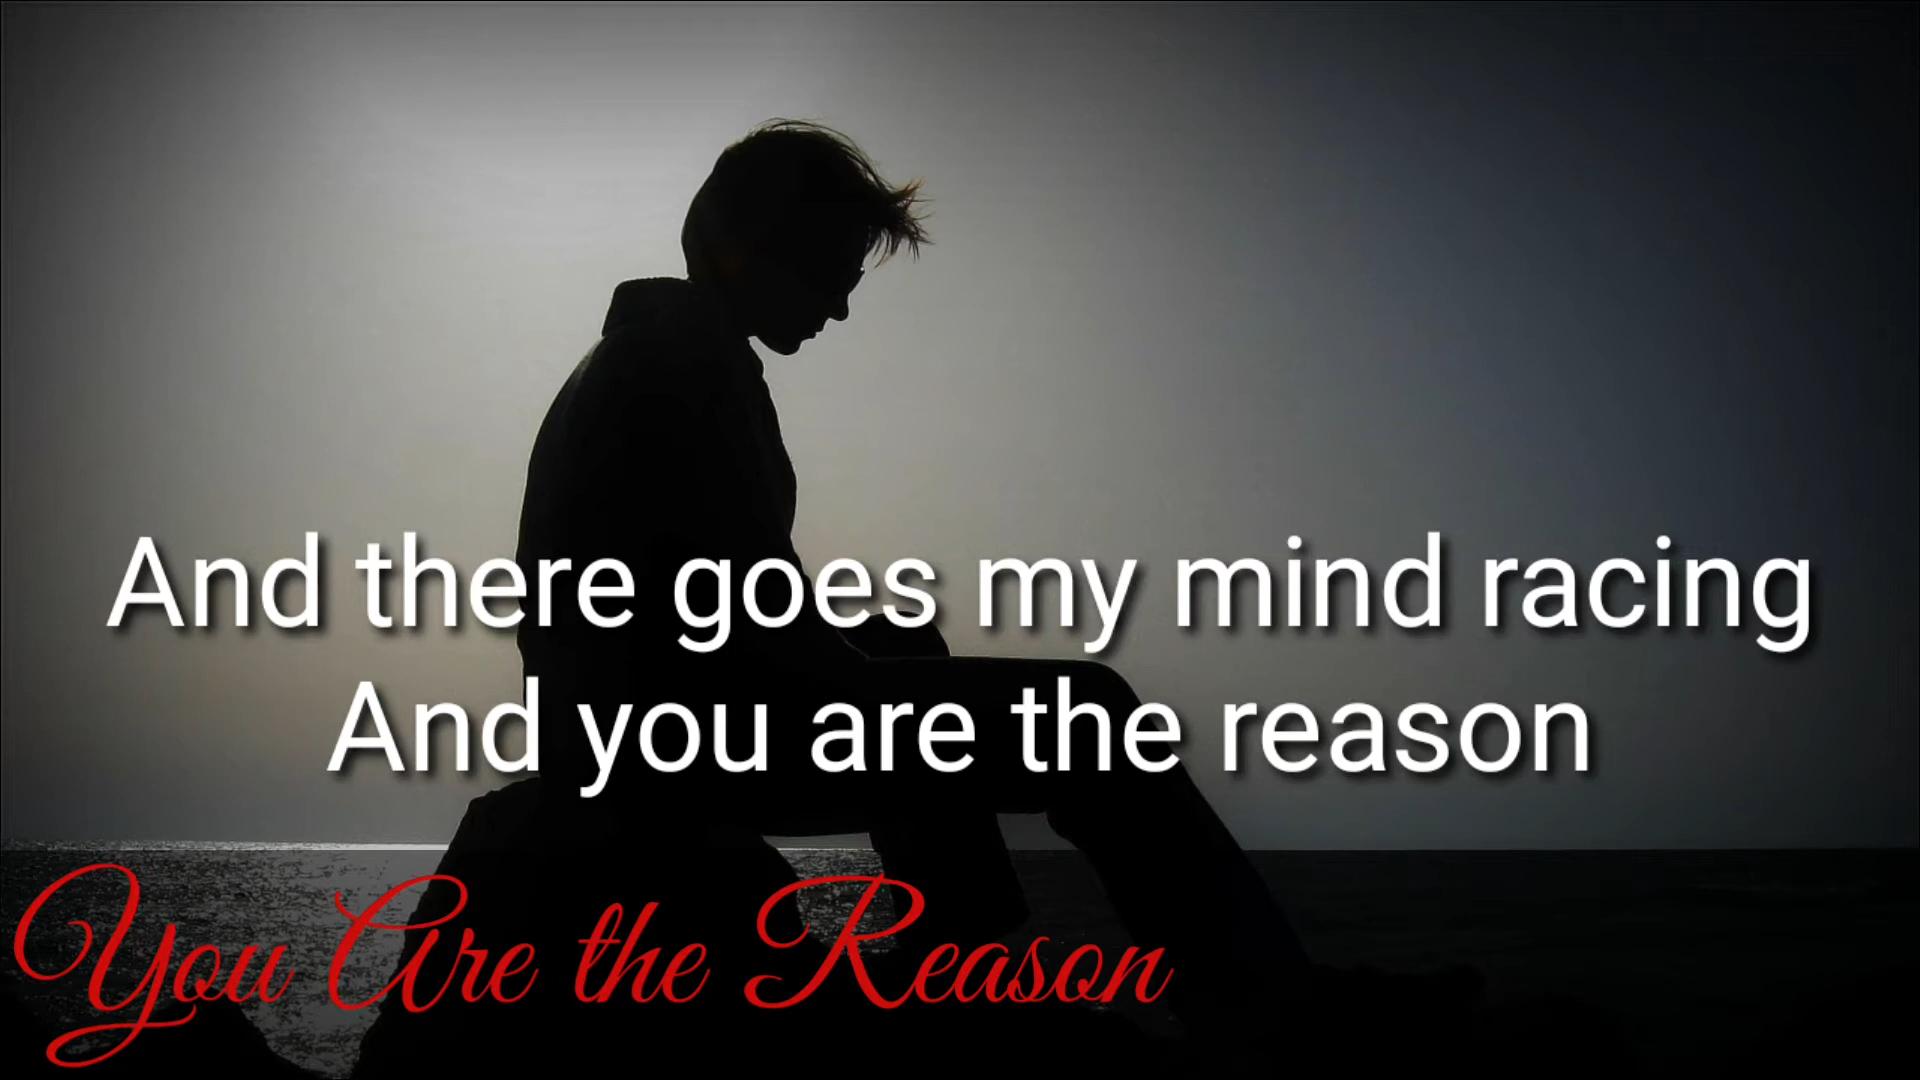 And there goes my mind racing
And you are the reason
You Are the Reason